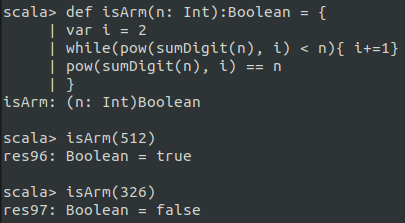 scala> def isArm(n: Int):Boolean = {
     | var i = 2
     | while(pow(sumDigit(n), i) < n){ i+=1}
     | pow(sumDigit(n), i) == n
     | }
isArm: (n: Int)Boolean

scala> isArm(512)
res96: Boolean = true

scala> isArm(326)
res97: Boolean = false